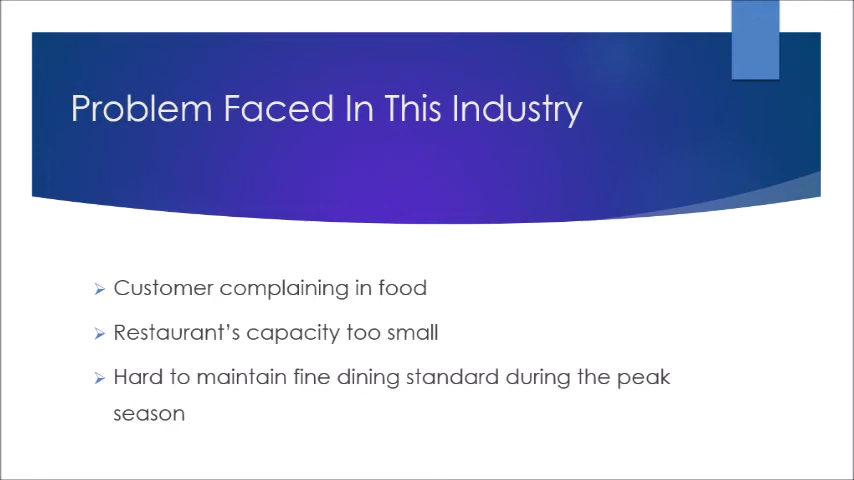 Problem Faced In This Industry
Customer complaining in food
Restaurant’s capacity too small
Hard to maintain fine dining standard during the peak
season